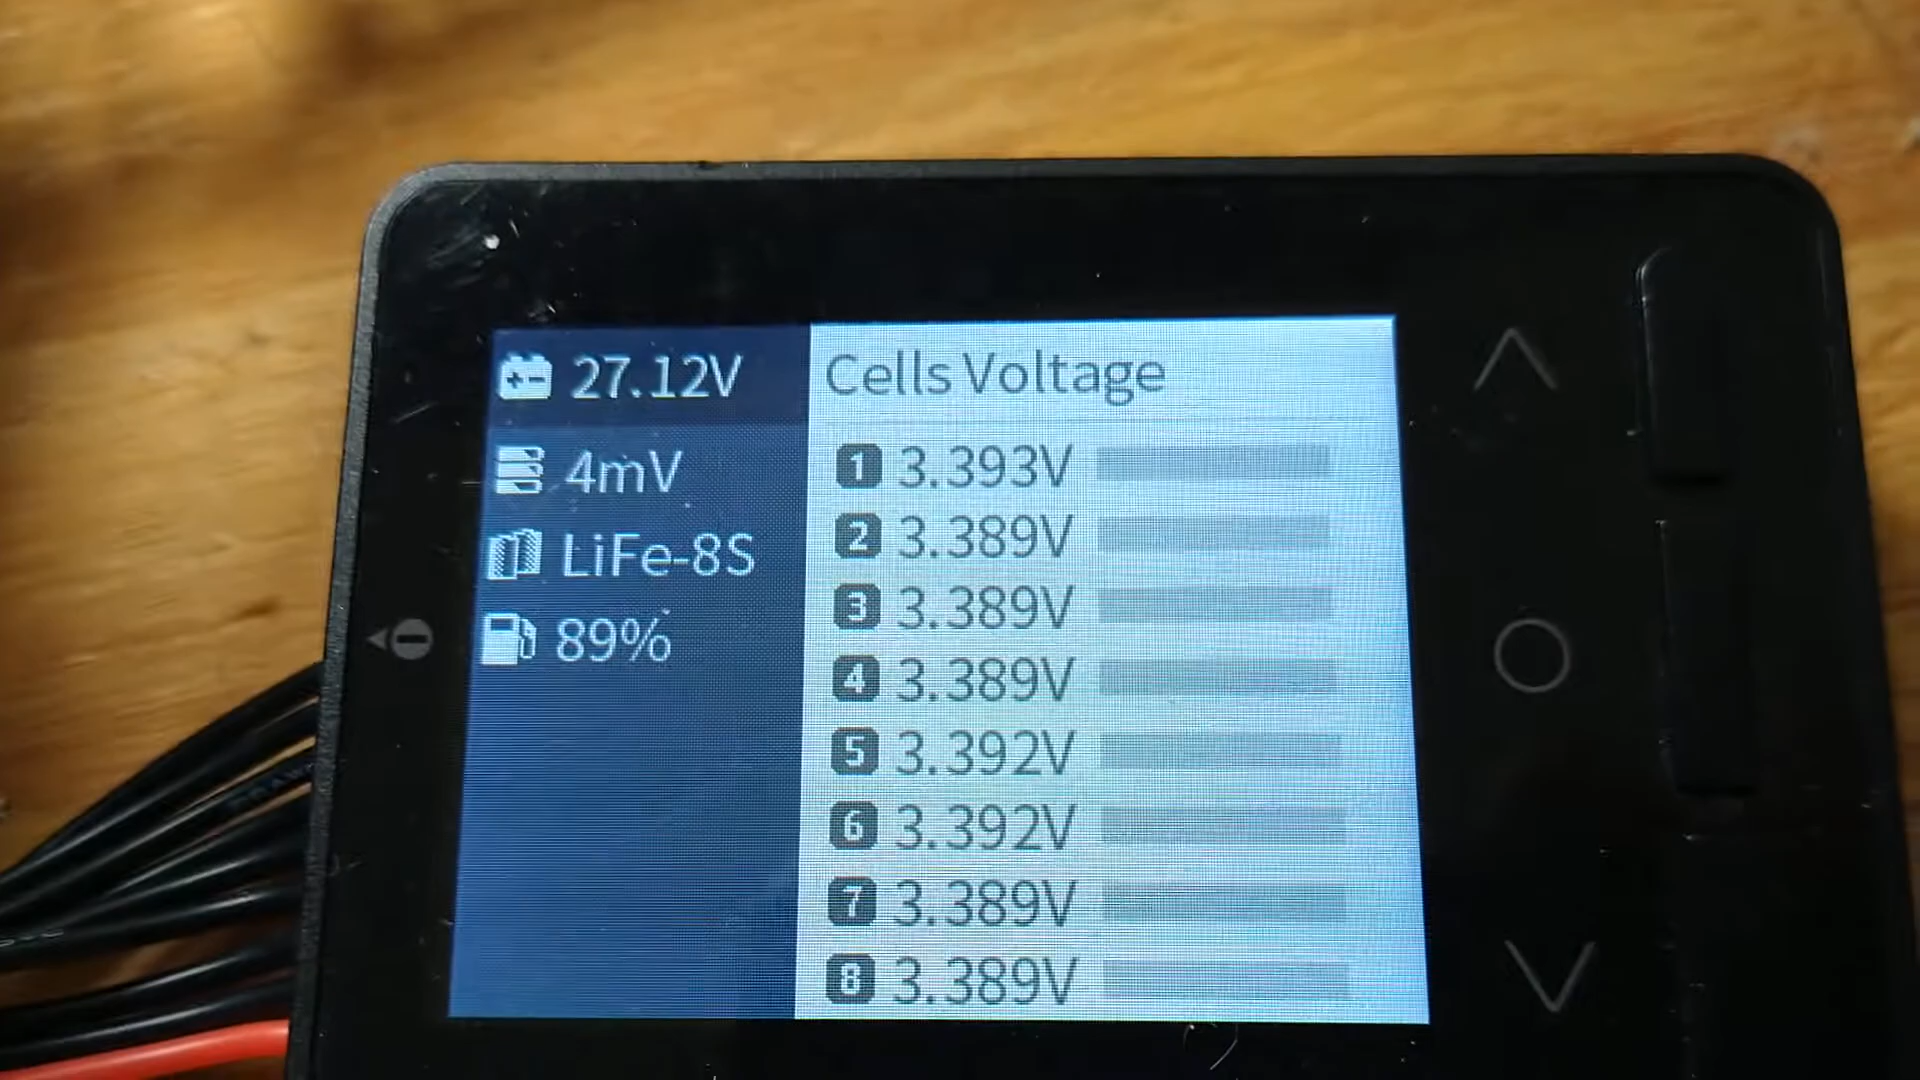 27.12V
4mV
LiFe-8S
89%
Cells Voltage
1 3.393V
2 3.389V
3 3.389V
4 3.389V
5 3.392V
6 3.392V
7 3.389V
8 3.389V